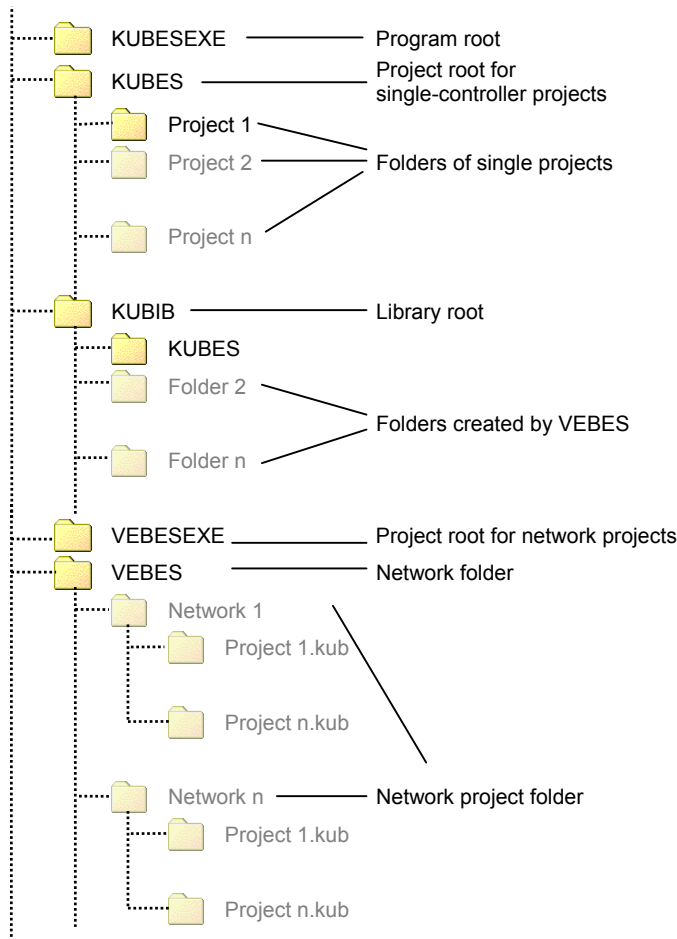 KUBESEXE Program root
KUBES Project root for
single-controller projects
Project 1
Project 2 Folders of single projects
Project n
KUBIB Library root
KUBES
Folder 2
Folders created by VEBES
Folder n
VEBESEXE Project root for network projects
VEBES Network folder
Network 1
Project 1.kub
Project n.kub
Network n Network project folder
Project 1.kub
Project n.kub